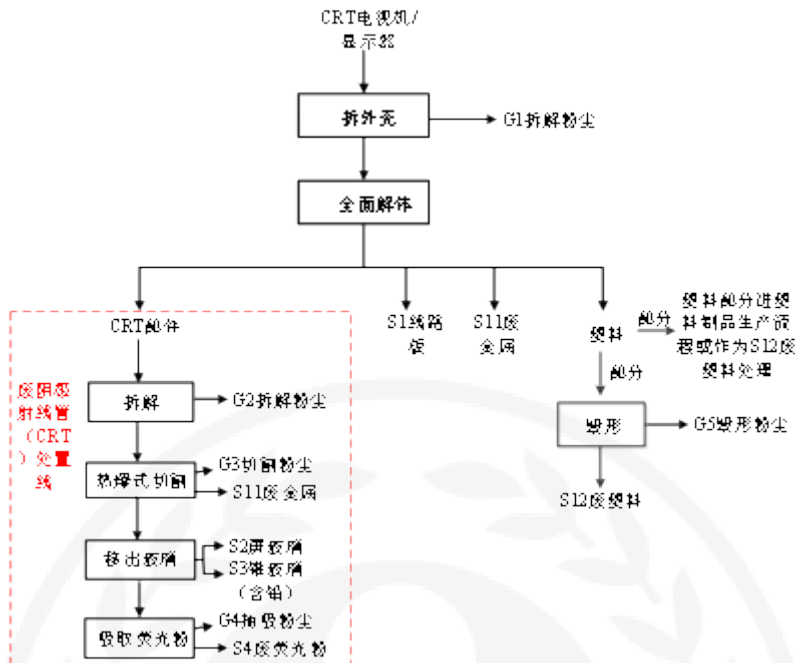 CRT电视机/
显示器
拆外壳
G1拆解粉尘
全面解体
CRT部件
S1线路
板
S11废
金属
塑料
部分
塑料部分进塑
料制品生产流
程或作为S12废
塑料处理
部分
废阴极
射线管
（CRT
）处置
线
拆解
G2拆解粉尘
毁形
G5毁形粉尘
热爆式切割
G3切割粉尘
S11废金属
S12废塑料
移出玻璃
S2屏玻璃
S3锥玻璃
（含铅）
吸取荧光粉
G4抽吸粉尘
S4废荧光粉